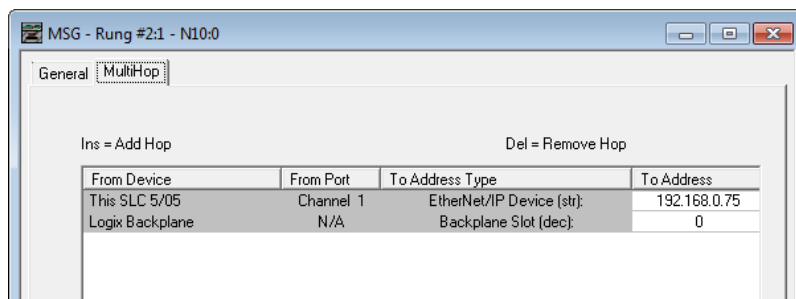 MSG - Rung #2:1 - N10:0
General MultiHop
Ins = Add Hop Del = Remove Hop
From Device From Port To Address Type To Address
This SLC 5/05 Channel 1 EtherNet/IP Device (str): 192.168.0.75
Logix Backplane N/A Backplane Slot (dec): 0